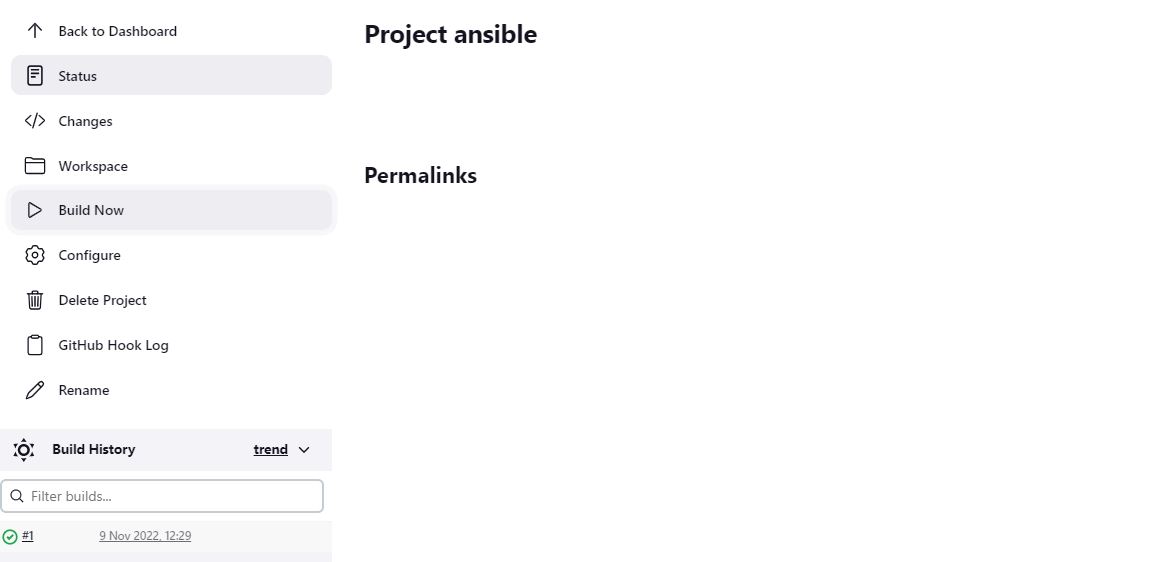 Back to Dashboard
Status
Changes
Workspace
Build Now
Configure
Delete Project
GitHub Hook Log
Rename
Build History trend
Filter builds...
#1 9 Nov 2022, 12:29
Project ansible
Permalinks